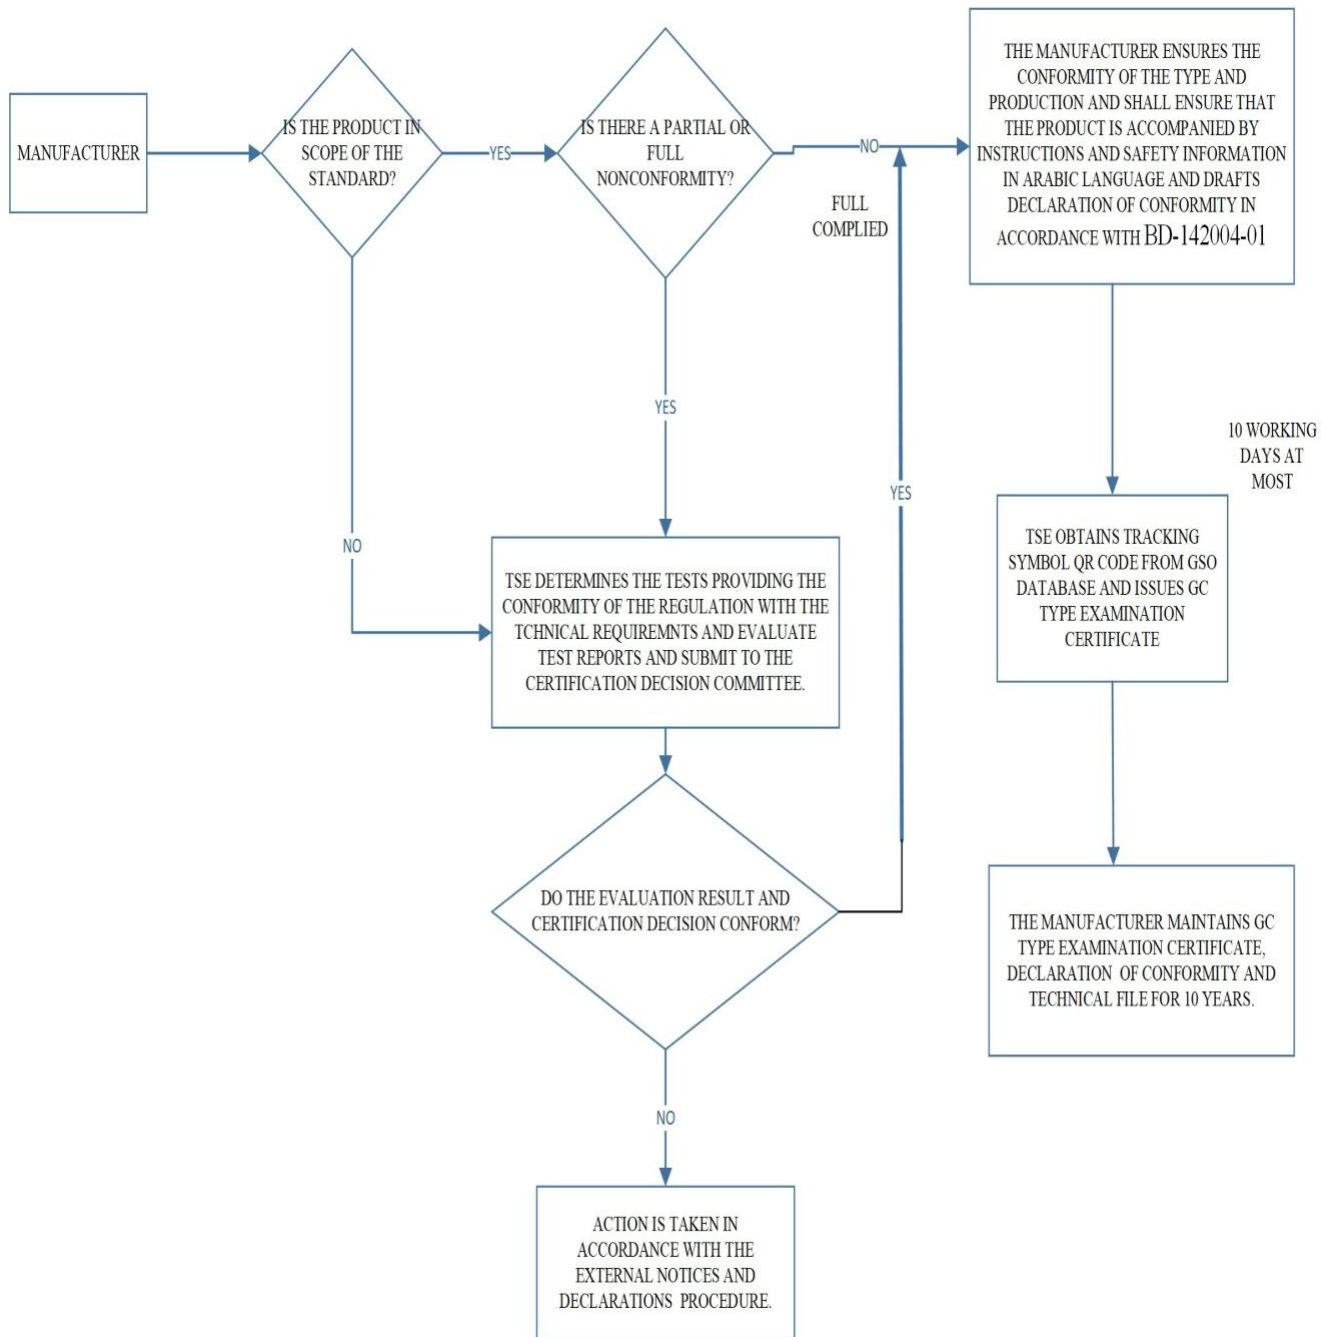 MANUFACTURER
IS THE PRODUCT IN
SCOPE OF THE
STANDARD?
YES
IS THERE A PARTIAL OR
FULL
NONCONFORMITY?
NO
FULL
COMPLIED
THE MANUFACTURER ENSURES THE
CONFORMITY OF THE TYPE AND
PRODUCTION AND SHALL ENSURE THAT
THE PRODUCT IS ACCOMPANIED BY
INSTRUCTIONS AND SAFETY INFORMATION
IN ARABIC LANGUAGE AND DRAFTS
DECLARATION OF CONFORMITY IN
ACCORDANCE WITH BD-142004-01
YES
NO
YES
10 WORKING
DAYS AT
MOST
TSE OBTAINS TRACKING
SYMBOL QR CODE FROM GSO
DATABASE AND ISSUES GC
TYPE EXAMINATION
CERTIFICATE
TSE DETERMINES THE TESTS PROVIDING THE
CONFORMITY OF THE REGULATION WITH THE
TCHNICAL REQUIREMNTS AND EVALUATE
TEST REPORTS AND SUBMIT TO THE
CERTIFICATION DECISION COMMITTEE.
DO THE EVALUATION RESULT AND
CERTIFICATION DECISION CONFORM?
THE MANUFACTURER MAINTAINS GC
TYPE EXAMINATION CERTIFICATE,
DECLARATION OF CONFORMITY AND
TECHNICAL FILE FOR 10 YEARS.
NO
ACTION IS TAKEN IN
ACCORDANCE WITH THE
EXTERNAL NOTICES AND
DECLARATIONS PROCEDURE.